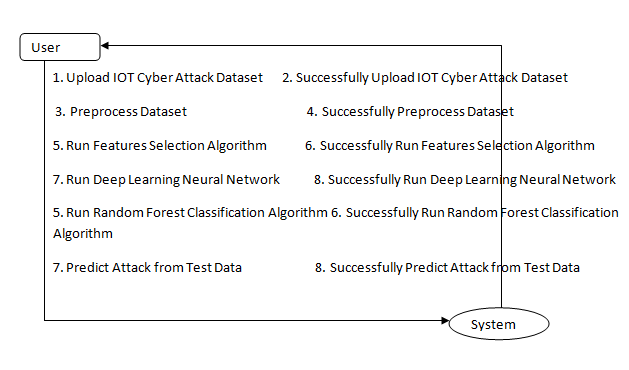 User
1. Upload IOT Cyber Attack Dataset 2. Successfully Upload IOT Cyber Attack Dataset
3. Preprocess Dataset 4. Successfully Preprocess Dataset
5. Run Features Selection Algorithm 6. Successfully Run Features Selection Algorithm
7. Run Deep Learning Neural Network 8. Successfully Run Deep Learning Neural Network
5. Run Random Forest Classification Algorithm 6. Successfully Run Random Forest Classification
Algorithm
7. Predict Attack from Test Data 8. Successfully Predict Attack from Test Data
System